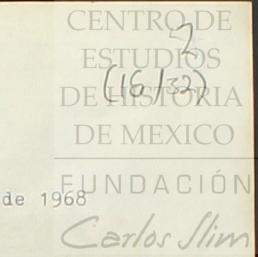 CENTRO DE
2
ESTUDIOS
(16/32)
DE HISTORIA
DE MEXICO
FUNDACIÓN
de 1968
Carlos Slim